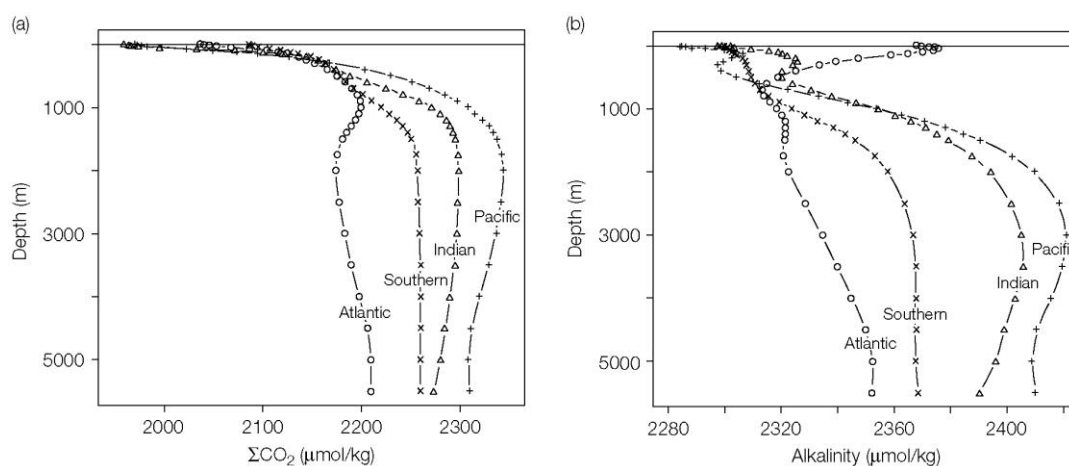 (a)
1000
3000
5000
Depth (m)
2000
2100
2200
2300
ΣCO₂ (μmol/kg)
Pacific
Indian
Southern
Atlantic
(b)
1000
3000
5000
Depth (m)
2280
2320
2360
2400
Alkalinity (μmol/kg)
Pacific
Indian
Southern
Atlantic